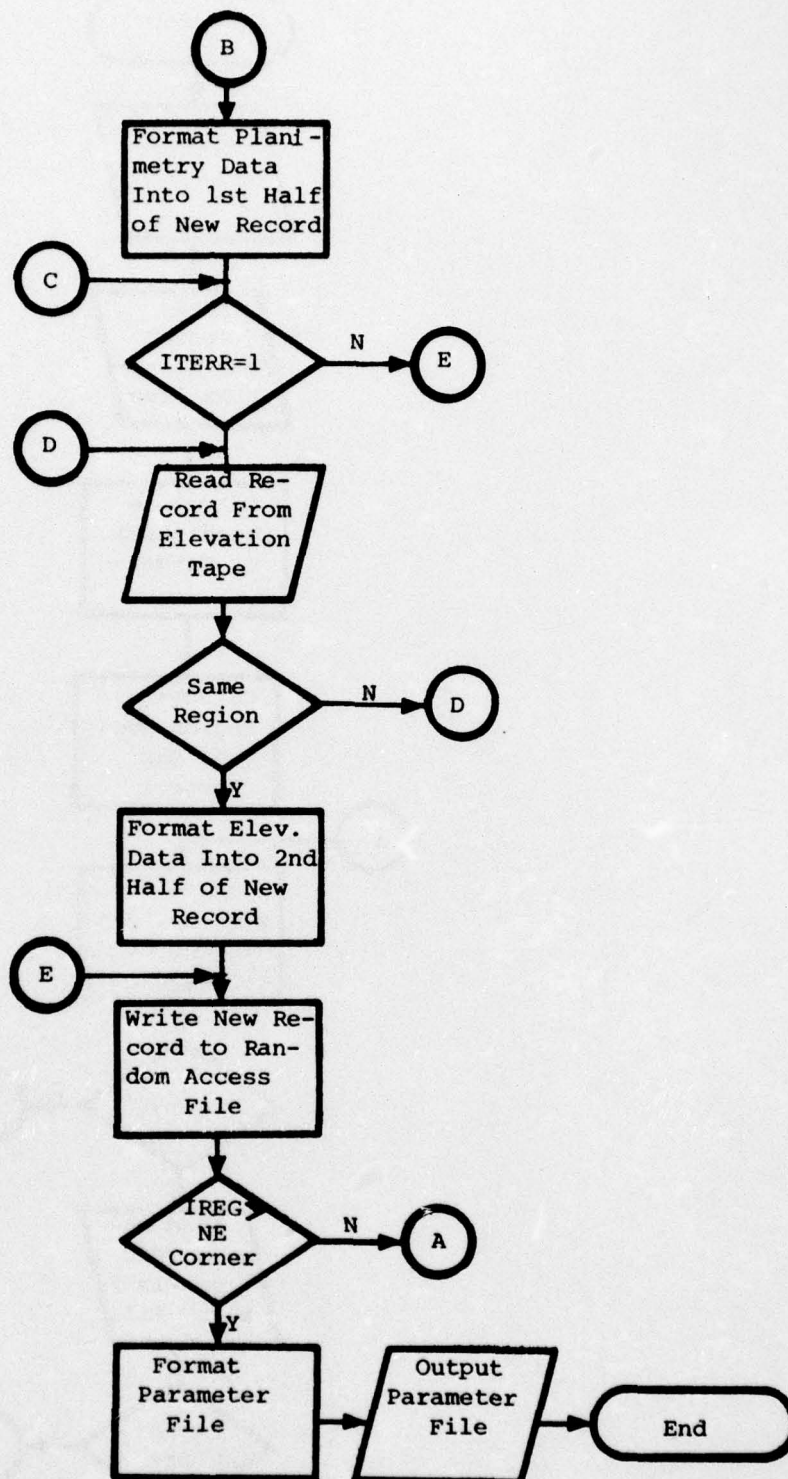 B
Format Plani-
metry Data
Into 1st Half
of New Record
C
ITERR=1
N
E
D
Read Re-
cord From
Elevation
Tape
Same
Region
N
D
Y
Format Elev.
Data Into 2nd
Half of New
Record
E
Write New Re-
cord to Ran-
dom Access
File
IREG>
NE
Corner
N
A
Y
Format
Parameter
File
Output
Parameter
File
End